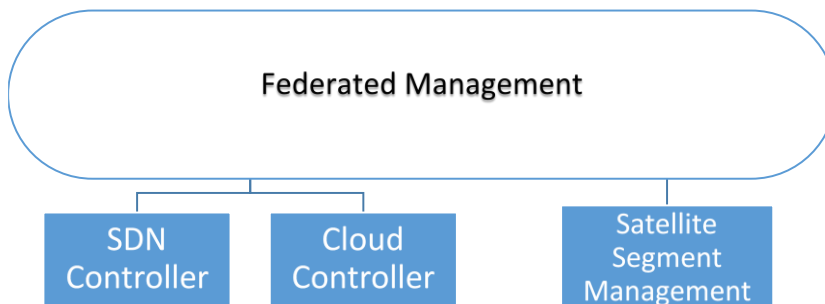 Federated Management
SDN
Controller
Cloud
Controller
Satellite
Segment
Management